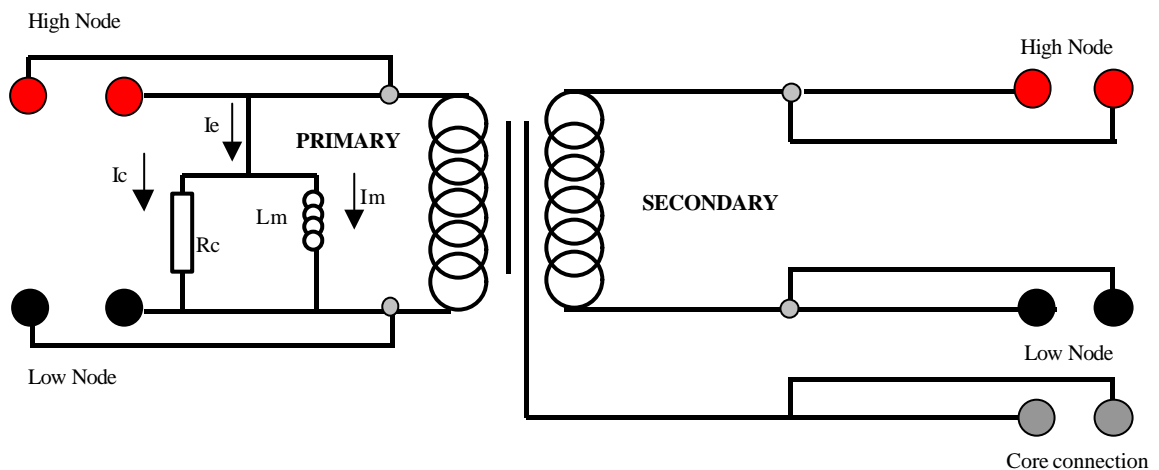 High Node
High Node
Ie
PRIMARY
Ic
Im
Lm
SECONDARY
Rc
Low Node
Low Node
Core connection